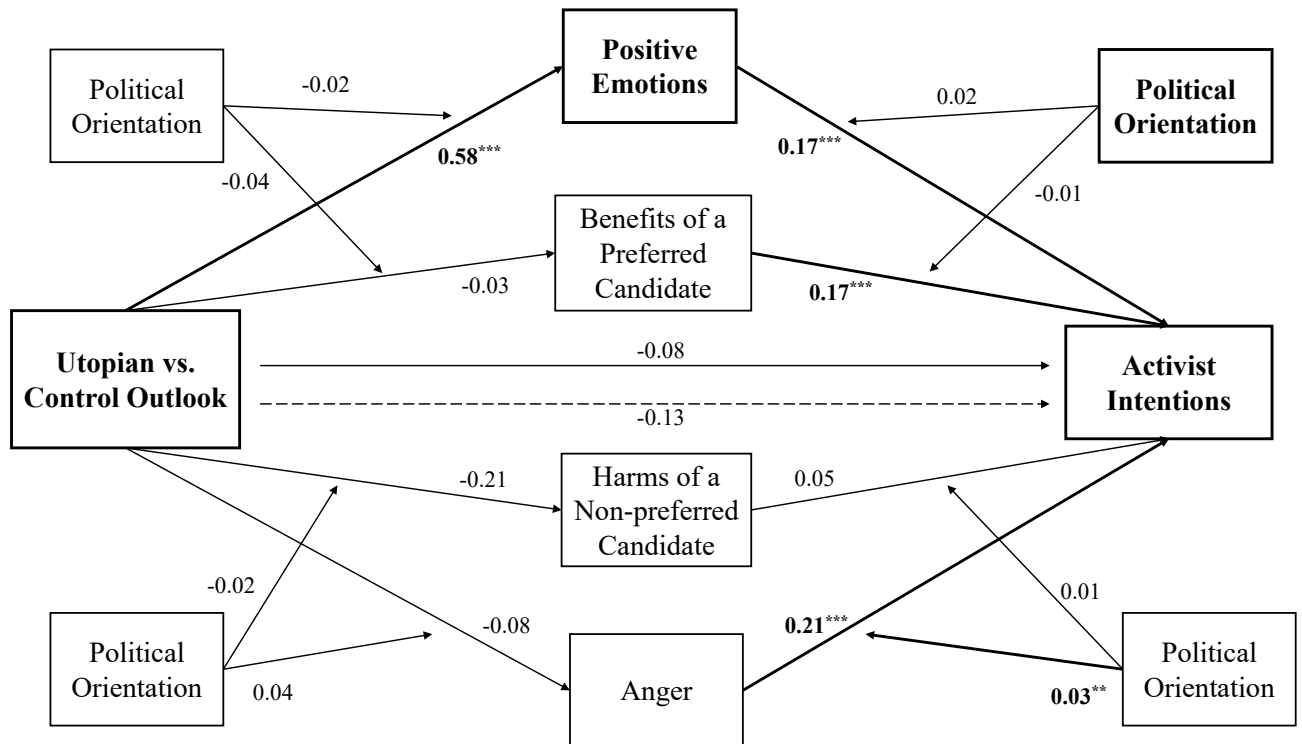 Positive
Emotions
Political
Orientation
-0.02
-0.04
0.58***
0.17***
0.02
-0.01
Political
Orientation
Benefits of a
Preferred
Candidate
-0.03
0.17***
Utopian vs.
Control Outlook
-0.08
-0.13
Activist
Intentions
-0.21
Harms of a
Non-preferred
Candidate
0.05
-0.02
-0.08
0.04
Political
Orientation
Anger
0.21***
0.01
0.03**
Political
Orientation